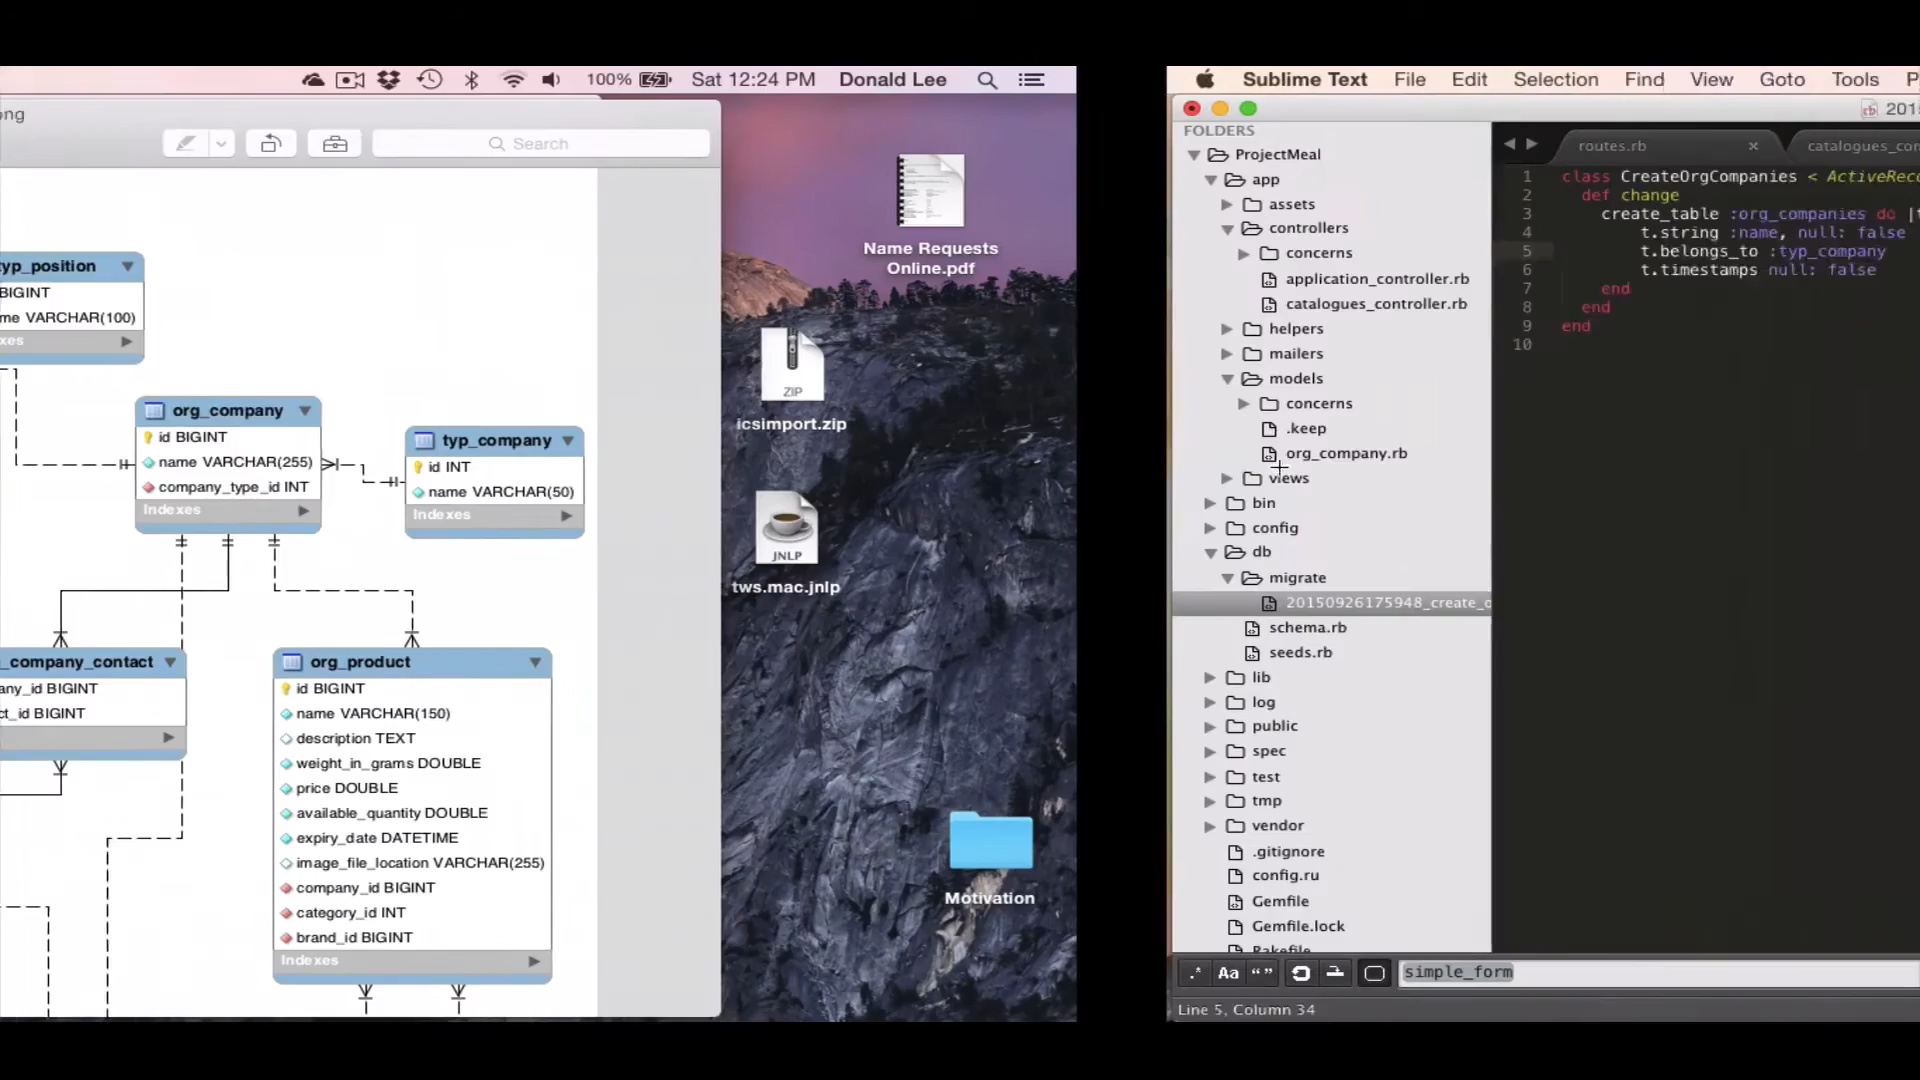 100%
Sat 12:24 PM
Donald Lee
Search
BIGINT
VARCHAR(100)
org_company
id BIGINT
name VARCHAR(255)
company_type_id INT
Indexes
typ_company
id INT
name VARCHAR(50)
Indexes
company_contact
BIGINT
BIGINT
org_product
id BIGINT
name VARCHAR(150)
description TEXT
weight_in_grams DOUBLE
price DOUBLE
available_quantity DOUBLE
expiry_date DATETIME
image_file_location VARCHAR(255)
company_id BIGINT
category_id INT
brand_id BIGINT
Indexes
Name Requests
Online.pdf
ZIP
icsimport.zip
JNLP
tws.mac.jnlp
Motivation
Sublime Text File Edit Selection Find View Goto Tools
FOLDERS
ProjectMeal
app
assets
controllers
concerns
application_controller.rb
catalogues_controller.rb
helpers
mailers
models
concerns
.keep
org_company.rb
views
bin
config
db
migrate
20150926175948_create_
schema.rb
seeds.rb
lib
log
public
spec
test
tmp
vendor
.gitignore
config.ru
Gemfile
Gemfile.lock
Rakefile
routes.rb
1 class CreateOrgCompanies <
2 def change
3 create_table :org_companies do |
4 t.string :name, null: false
5 t.belongs_to :typ_company
6 t.timestamps null: false
7 end
8 end
9 end
10
.* Aa “ ”
simple_form
Line 5, Column 34